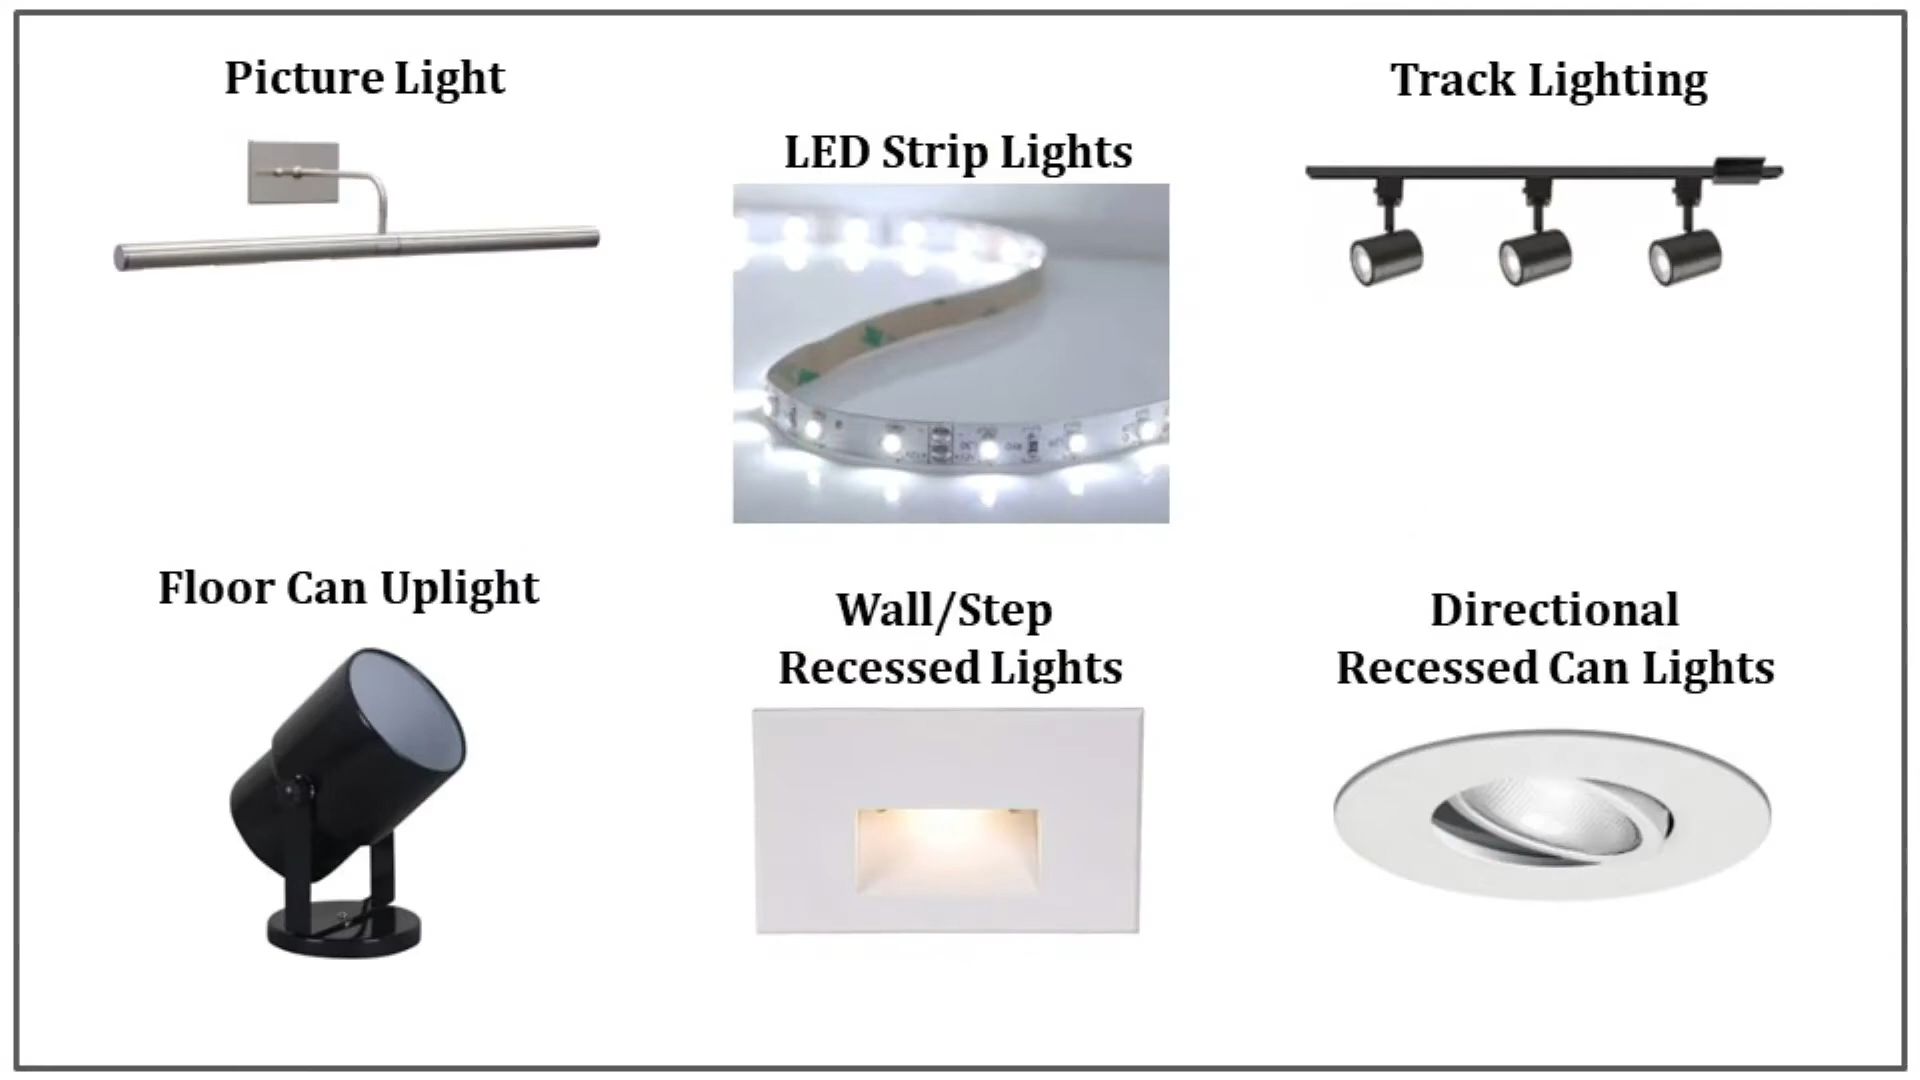 Picture Light
LED Strip Lights
Track Lighting
Floor Can Uplight
Wall/Step
Recessed Lights
Directional
Recessed Can Lights